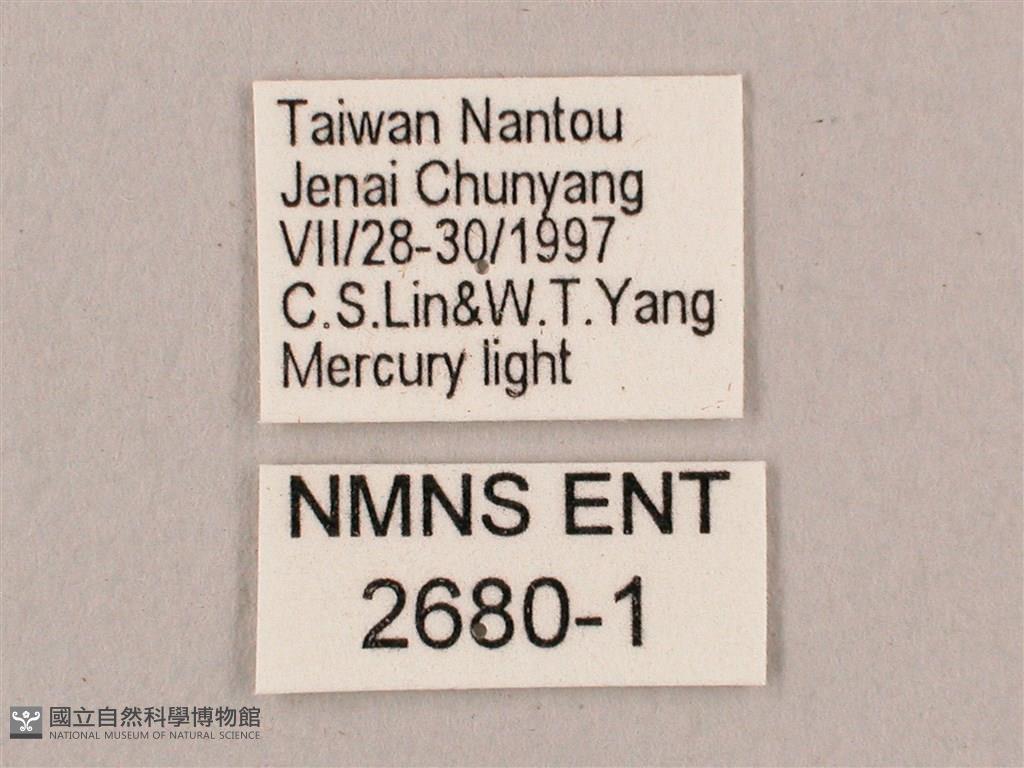 Taiwan Nantou
Jenai Chunyang
VII/28-30/1997
C.S.Lin&W.T.Yang
Mercury light
NMNS ENT
2680-1
國立自然科學博物館
NATIONAL MUSEUM OF NATURAL SCIENCE